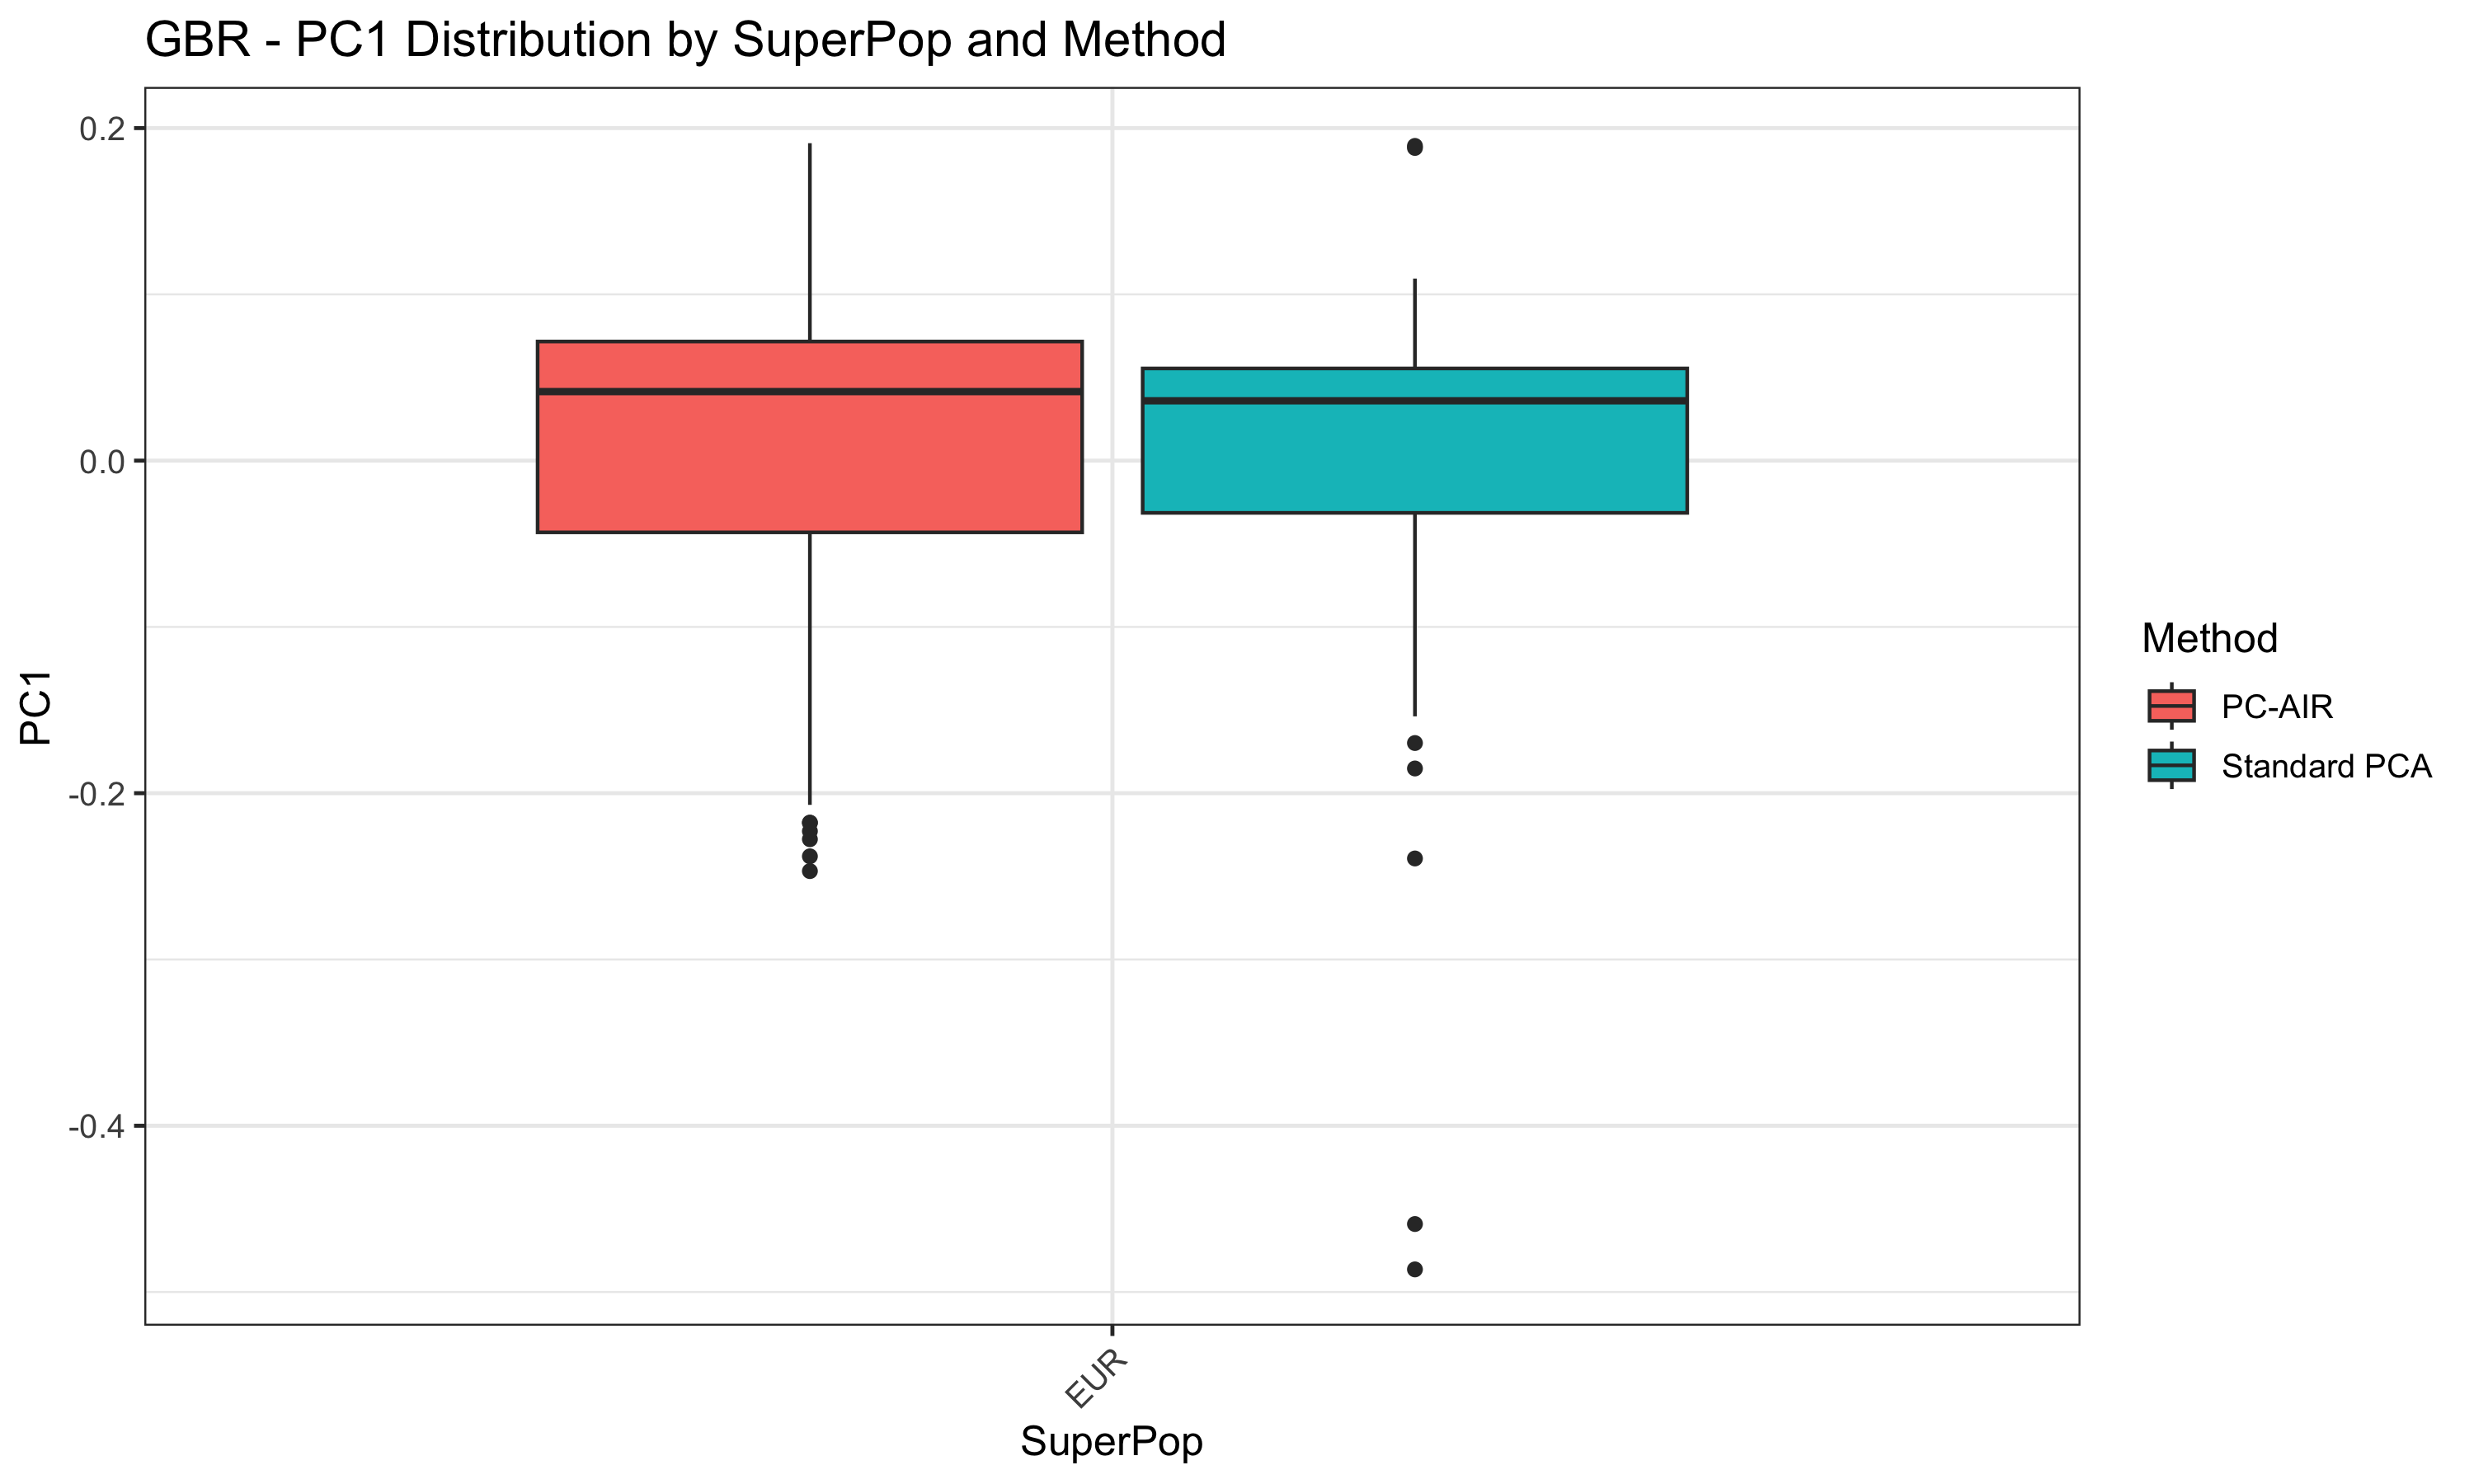 GBR - PC1 Distribution by SuperPop and Method
0.2
0.0
-0.2
-0.4
PC1
EUR
SuperPop
Method
PC-AIR
Standard PCA